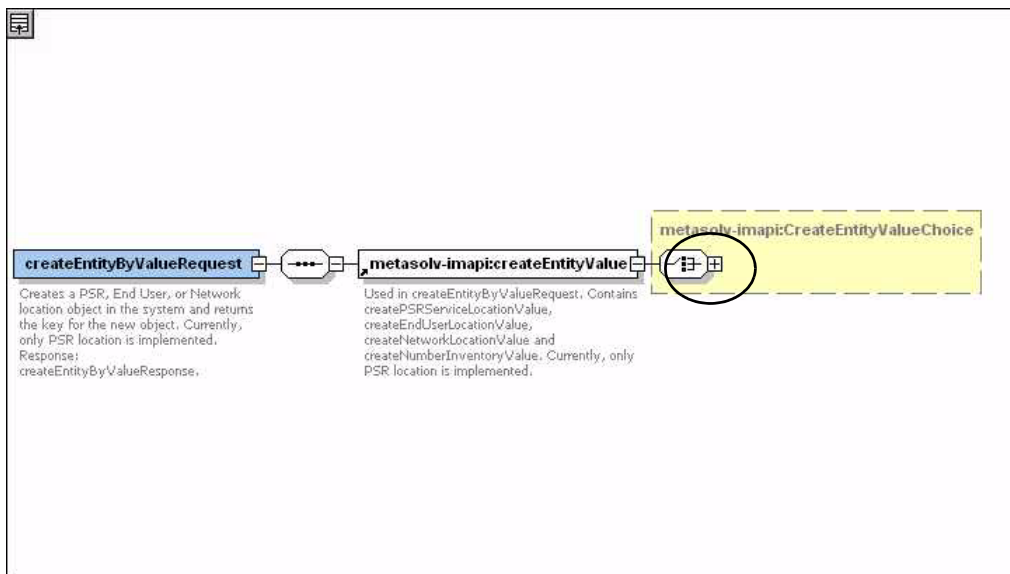 metasolv-imapi:CreateEntityValueChoice
createEntityByValueRequest
metasolv-imapi:createEntityValue
Creates a PSR, End User, or Network
location object in the system and returns
the key for the new object. Currently,
only PSR location is implemented.
Response:
createEntityByValueResponse.
Used in createEntityByValueRequest. Contains
createPSRServiceLocationValue,
createEndUserLocationValue,
createNetworkLocationValue and
createNumberInventoryValue. Currently, only
PSR location is implemented.